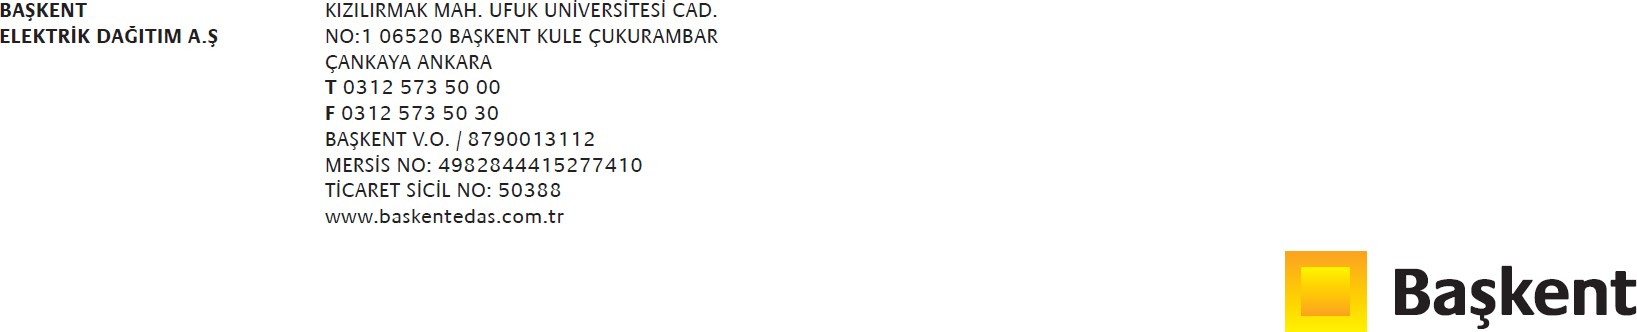 BAŞKENT
ELEKTRİK DAĞITIM A.Ş
KIZILIRMAK MAH. UFUK UNİVERSİTESİ CAD.
NO:1 06520 BAŞKENT KULE ÇUKURAMBAR
ÇANKAYA ANKARA
T 0312 573 50 00
F 0312 573 50 30
BAŞKENT V.O. / 8790013112
MERSİS NO: 4982844415277410
TİCARET SİCİL NO: 50388
www.baskentedas.com.tr
Başkent